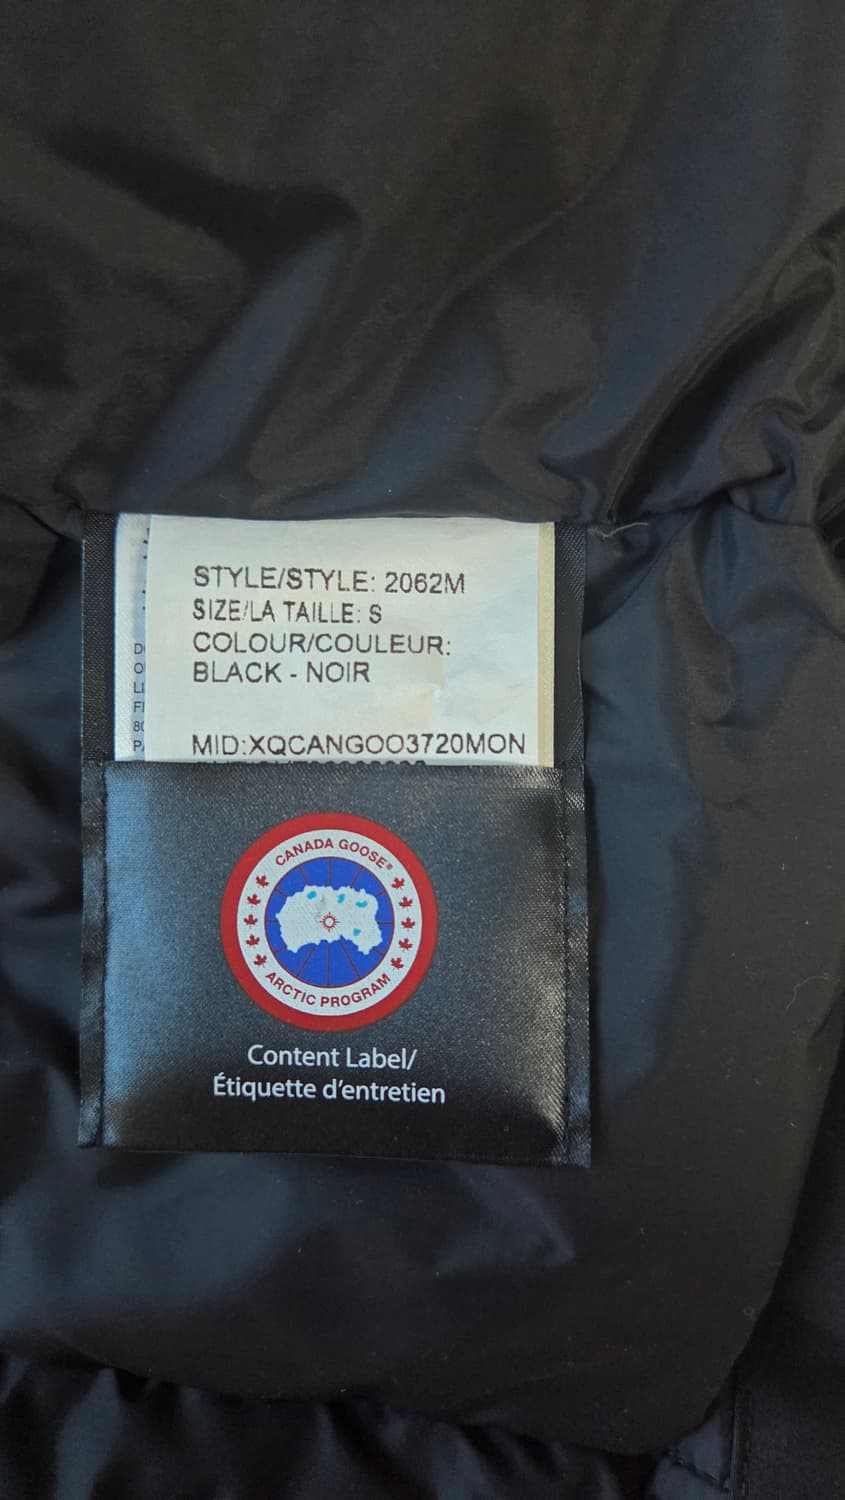 STYLE/STYLE: 2062M
SIZE/LA TAILLE: S
COLOUR/COULEUR:
BLACK - NOIR
MID:XQCANGOO3720MON
CANADA GOOSE®
ARCTIC PROGRAM
Content Label/
Étiquette d'entretien